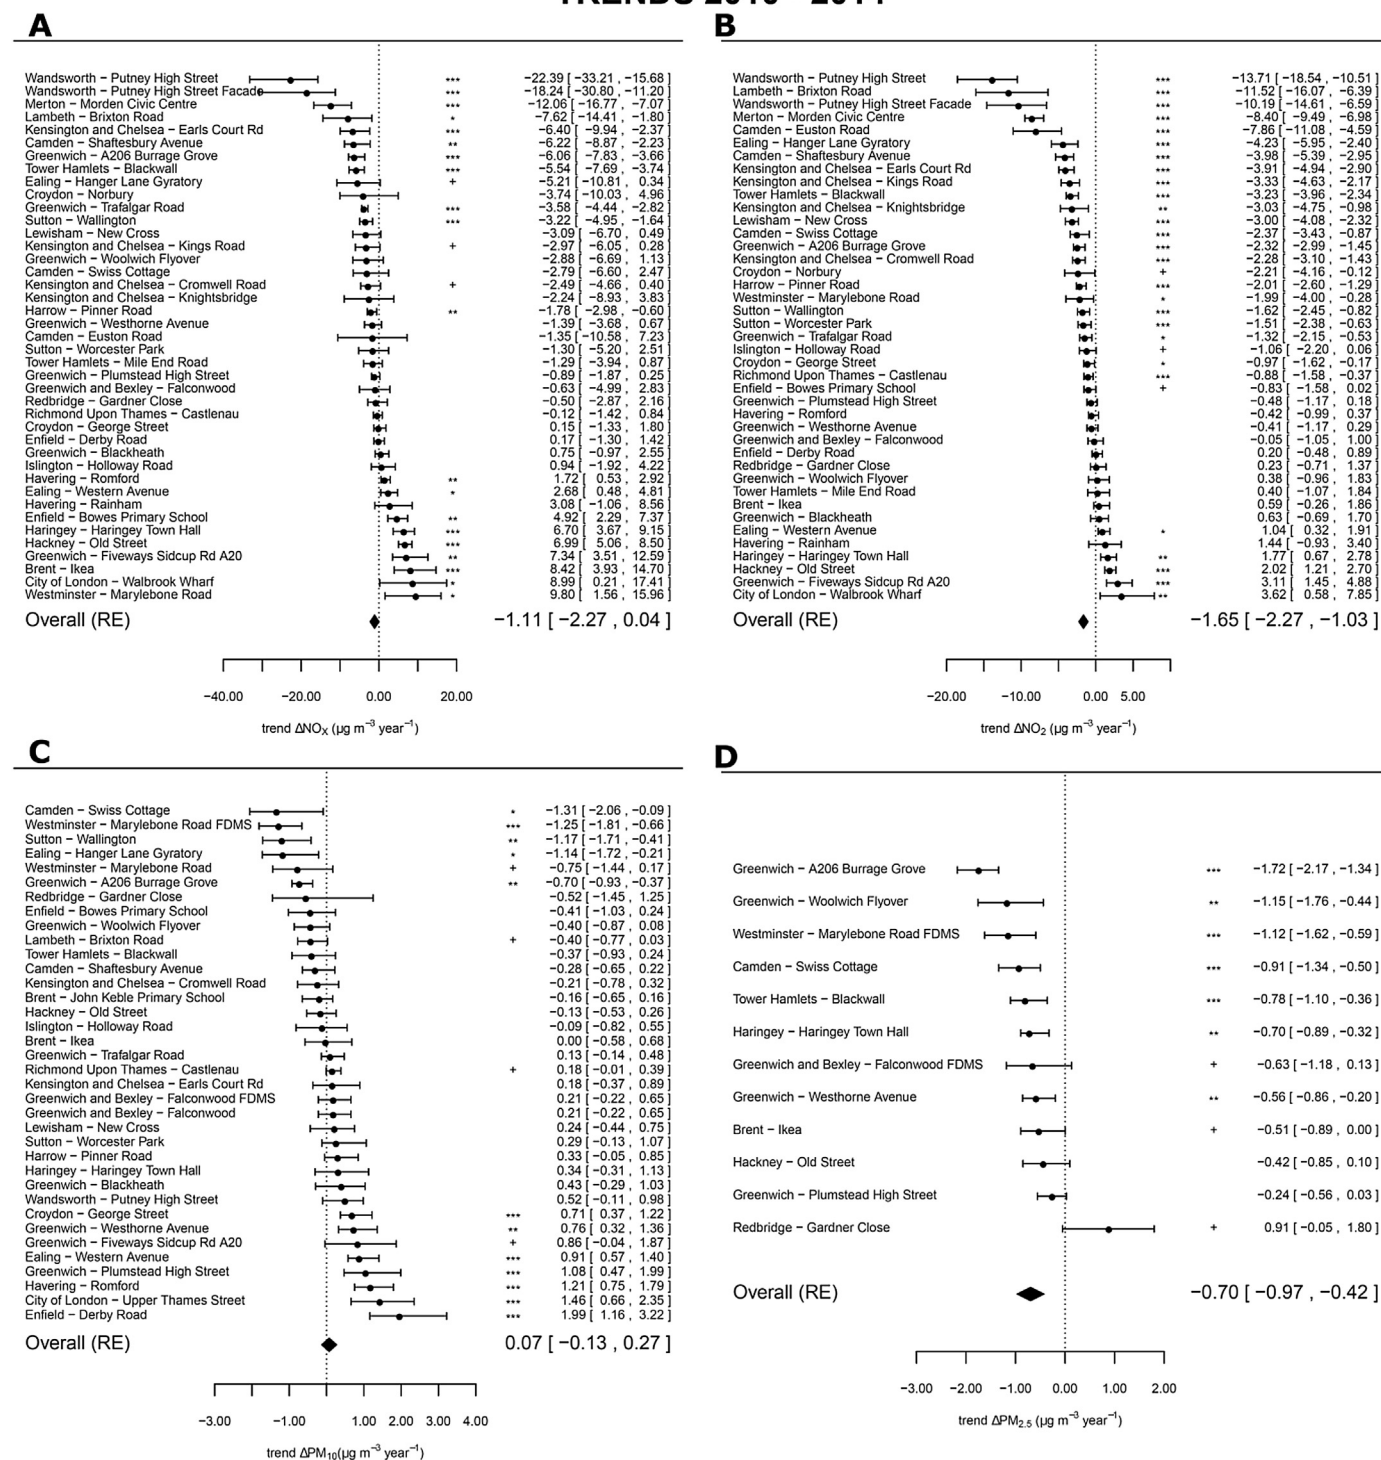 TRENDS 2010 - 2014
A
Wandsworth − Putney High Street *** −22.39 [ −33.21 , −15.68 ]
Wandsworth − Putney High Street Facade *** −18.24 [ −30.80 , −11.20 ]
Merton − Morden Civic Centre *** −12.06 [ −16.77 , −7.07 ]
Lambeth − Brixton Road * −7.62 [ −14.41 , −1.80 ]
Kensington and Chelsea − Earls Court Rd *** −6.40 [ −9.94 , −2.37 ]
Camden − Shaftesbury Avenue ** −6.22 [ −8.87 , −2.23 ]
Greenwich − A206 Burrage Grove *** −6.06 [ −7.83 , −3.66 ]
Tower Hamlets − Blackwall *** −5.54 [ −7.69 , −3.74 ]
Ealing − Hanger Lane Gyratory + −5.21 [ −10.81 , 0.34 ]
Croydon − Norbury −3.74 [ −10.03 , 4.96 ]
Greenwich − Trafalgar Road *** −3.58 [ −4.44 , −2.82 ]
Sutton − Wallington *** −3.22 [ −4.95 , −1.64 ]
Lewisham − New Cross −3.09 [ −6.70 , 0.49 ]
Kensington and Chelsea − Kings Road + −2.97 [ −6.05 , 0.28 ]
Greenwich − Woolwich Flyover −2.88 [ −6.69 , 1.13 ]
Camden − Swiss Cottage −2.79 [ −6.60 , 2.47 ]
Kensington and Chelsea − Cromwell Road + −2.49 [ −4.66 , 0.40 ]
Kensington and Chelsea − Knightsbridge −2.24 [ −8.93 , 3.83 ]
Harrow − Pinner Road ** −1.78 [ −2.98 , −0.60 ]
Greenwich − Westhorne Avenue −1.39 [ −3.68 , 0.67 ]
Camden − Euston Road −1.35 [ −10.58 , 7.23 ]
Sutton − Worcester Park −1.30 [ −5.20 , 2.51 ]
Tower Hamlets − Mile End Road −1.29 [ −3.94 , 0.87 ]
Greenwich − Plumstead High Street −0.89 [ −1.87 , 0.25 ]
Greenwich and Bexley − Falconwood −0.63 [ −4.99 , 2.83 ]
Redbridge − Gardner Close −0.50 [ −2.87 , 2.16 ]
Richmond Upon Thames − Castlenau −0.12 [ −1.42 , 0.84 ]
Croydon − George Street 0.15 [ −1.33 , 1.80 ]
Enfield − Derby Road 0.17 [ −1.30 , 1.42 ]
Greenwich − Blackheath 0.75 [ −0.97 , 2.55 ]
Islington − Holloway Road 0.94 [ −1.92 , 4.22 ]
Havering − Romford ** 1.72 [ 0.53 , 2.92 ]
Ealing − Western Avenue * 2.68 [ 0.48 , 4.81 ]
Havering − Rainham 3.08 [ −1.06 , 8.56 ]
Enfield − Bowes Primary School ** 4.92 [ 2.29 , 7.37 ]
Haringey − Haringey Town Hall *** 6.70 [ 3.67 , 9.15 ]
Hackney − Old Street *** 6.99 [ 5.06 , 8.50 ]
Greenwich − Fiveways Sidcup Rd A20 ** 7.34 [ 3.51 , 12.59 ]
Brent − Ikea *** 8.42 [ 3.93 , 14.70 ]
City of London − Walbrook Wharf * 8.99 [ 0.21 , 17.41 ]
Westminster − Marylebone Road * 9.80 [ 1.56 , 15.96 ]
Overall (RE) −1.11 [ −2.27 , 0.04 ]
−40.00 −20.00 0.00 20.00
trend ΔNOX (µg m−3 year−1)
B
Wandsworth − Putney High Street *** −13.71 [ −18.54 , −10.51 ]
Lambeth − Brixton Road *** −11.52 [ −16.07 , −6.39 ]
Wandsworth − Putney High Street Facade *** −10.19 [ −14.61 , −6.59 ]
Merton − Morden Civic Centre *** −8.40 [ −9.49 , −6.98 ]
Camden − Euston Road *** −7.86 [ −11.08 , −4.59 ]
Ealing − Hanger Lane Gyratory *** −4.23 [ −5.95 , −2.40 ]
Camden − Shaftesbury Avenue *** −3.98 [ −5.39 , −2.95 ]
Kensington and Chelsea − Earls Court Rd *** −3.91 [ −4.94 , −2.90 ]
Kensington and Chelsea − Kings Road *** −3.33 [ −4.63 , −2.17 ]
Tower Hamlets − Blackwall *** −3.23 [ −3.96 , −2.34 ]
Kensington and Chelsea − Knightsbridge ** −3.03 [ −4.75 , −0.98 ]
Lewisham − New Cross *** −3.00 [ −4.08 , −2.32 ]
Camden − Swiss Cottage *** −2.37 [ −3.43 , −0.87 ]
Greenwich − A206 Burrage Grove *** −2.32 [ −2.99 , −1.45 ]
Kensington and Chelsea − Cromwell Road *** −2.28 [ −3.10 , −1.43 ]
Croydon − Norbury + −2.21 [ −4.16 , −0.12 ]
Harrow − Pinner Road *** −2.01 [ −2.60 , −1.29 ]
Westminster − Marylebone Road * −1.99 [ −4.00 , −0.28 ]
Sutton − Wallington *** −1.62 [ −2.45 , −0.82 ]
Sutton − Worcester Park *** −1.51 [ −2.38 , −0.63 ]
Greenwich − Trafalgar Road * −1.32 [ −2.15 , −0.53 ]
Islington − Holloway Road + −1.06 [ −2.20 , 0.06 ]
Croydon − George Street * −0.97 [ −1.62 , −0.17 ]
Richmond Upon Thames − Castlenau *** −0.88 [ −1.58 , −0.37 ]
Enfield − Bowes Primary School + −0.83 [ −1.58 , 0.02 ]
Greenwich − Plumstead High Street −0.48 [ −1.17 , 0.18 ]
Havering − Romford −0.42 [ −0.99 , 0.37 ]
Greenwich − Westhorne Avenue −0.41 [ −1.17 , 0.29 ]
Greenwich and Bexley − Falconwood −0.05 [ −1.05 , 1.00 ]
Enfield − Derby Road 0.20 [ −0.48 , 0.89 ]
Redbridge − Gardner Close 0.23 [ −0.71 , 1.37 ]
Greenwich − Woolwich Flyover 0.38 [ −0.96 , 1.83 ]
Tower Hamlets − Mile End Road 0.40 [ −1.07 , 1.84 ]
Brent − Ikea 0.59 [ −0.26 , 1.86 ]
Greenwich − Blackheath 0.63 [ −0.69 , 1.70 ]
Ealing − Western Avenue * 1.04 [ 0.32 , 1.91 ]
Havering − Rainham 1.44 [ −0.93 , 3.40 ]
Haringey − Haringey Town Hall ** 1.77 [ 0.67 , 2.78 ]
Hackney − Old Street *** 2.02 [ 1.21 , 2.70 ]
Greenwich − Fiveways Sidcup Rd A20 *** 3.11 [ 1.45 , 4.88 ]
City of London − Walbrook Wharf ** 3.62 [ 0.58 , 7.85 ]
Overall (RE) −1.65 [ −2.27 , −1.03 ]
−20.00 −10.00 0.00 5.00
trend ΔNO2 (µg m−3 year−1)
C
Camden − Swiss Cottage * −1.31 [ −2.06 , −0.09 ]
Westminster − Marylebone Road FDMS *** −1.25 [ −1.81 , −0.66 ]
Sutton − Wallington ** −1.17 [ −1.71 , −0.41 ]
Ealing − Hanger Lane Gyratory * −1.14 [ −1.72 , −0.21 ]
Westminster − Marylebone Road + −0.75 [ −1.44 , 0.17 ]
Greenwich − A206 Burrage Grove ** −0.70 [ −0.93 , −0.37 ]
Redbridge − Gardner Close −0.52 [ −1.45 , 1.25 ]
Enfield − Bowes Primary School −0.41 [ −1.03 , 0.24 ]
Greenwich − Woolwich Flyover −0.40 [ −0.87 , 0.08 ]
Lambeth − Brixton Road + −0.40 [ −0.77 , 0.03 ]
Tower Hamlets − Blackwall −0.37 [ −0.93 , 0.24 ]
Camden − Shaftesbury Avenue −0.28 [ −0.65 , 0.22 ]
Kensington and Chelsea − Cromwell Road −0.21 [ −0.78 , 0.32 ]
Brent − John Keble Primary School −0.16 [ −0.65 , 0.16 ]
Hackney − Old Street −0.13 [ −0.53 , 0.26 ]
Islington − Holloway Road −0.09 [ −0.82 , 0.55 ]
Brent − Ikea 0.00 [ −0.58 , 0.68 ]
Greenwich − Trafalgar Road 0.13 [ −0.14 , 0.48 ]
Richmond Upon Thames − Castlenau + 0.18 [ −0.01 , 0.39 ]
Kensington and Chelsea − Earls Court Rd 0.18 [ −0.37 , 0.89 ]
Greenwich and Bexley − Falconwood FDMS 0.21 [ −0.22 , 0.65 ]
Greenwich and Bexley − Falconwood 0.21 [ −0.22 , 0.65 ]
Lewisham − New Cross 0.24 [ −0.44 , 0.75 ]
Sutton − Worcester Park 0.29 [ −0.13 , 1.07 ]
Harrow − Pinner Road 0.33 [ −0.05 , 0.85 ]
Haringey − Haringey Town Hall 0.34 [ −0.31 , 1.13 ]
Greenwich − Blackheath 0.43 [ −0.29 , 1.03 ]
Wandsworth − Putney High Street 0.52 [ −0.11 , 0.98 ]
Croydon − George Street *** 0.71 [ 0.37 , 1.22 ]
Greenwich − Westhorne Avenue ** 0.76 [ 0.32 , 1.36 ]
Greenwich − Fiveways Sidcup Rd A20 + 0.86 [ −0.04 , 1.87 ]
Ealing − Western Avenue *** 0.91 [ 0.57 , 1.40 ]
Greenwich − Plumstead High Street *** 1.08 [ 0.47 , 1.99 ]
Havering − Romford *** 1.21 [ 0.75 , 1.79 ]
City of London − Upper Thames Street *** 1.46 [ 0.66 , 2.35 ]
Enfield − Derby Road *** 1.99 [ 1.16 , 3.22 ]
Overall (RE) 0.07 [ −0.13 , 0.27 ]
−3.00 −1.00 1.00 2.00 3.00 4.00
trend ΔPM10(µg m−3 year−1)
D
Greenwich − A206 Burrage Grove *** −1.72 [ −2.17 , −1.34 ]
Greenwich − Woolwich Flyover ** −1.15 [ −1.76 , −0.44 ]
Westminster − Marylebone Road FDMS *** −1.12 [ −1.62 , −0.59 ]
Camden − Swiss Cottage *** −0.91 [ −1.34 , −0.50 ]
Tower Hamlets − Blackwall *** −0.78 [ −1.10 , −0.36 ]
Haringey − Haringey Town Hall ** −0.70 [ −0.89 , −0.32 ]
Greenwich and Bexley − Falconwood FDMS + −0.63 [ −1.18 , 0.13 ]
Greenwich − Westhorne Avenue ** −0.56 [ −0.86 , −0.20 ]
Brent − Ikea + −0.51 [ −0.89 , 0.00 ]
Hackney − Old Street −0.42 [ −0.85 , 0.10 ]
Greenwich − Plumstead High Street −0.24 [ −0.56 , 0.03 ]
Redbridge − Gardner Close + 0.91 [ −0.05 , 1.80 ]
Overall (RE) −0.70 [ −0.97 , −0.42 ]
−3.00 −2.00 −1.00 0.00 1.00 2.00
trend ΔPM2.5 (µg m−3 year−1)